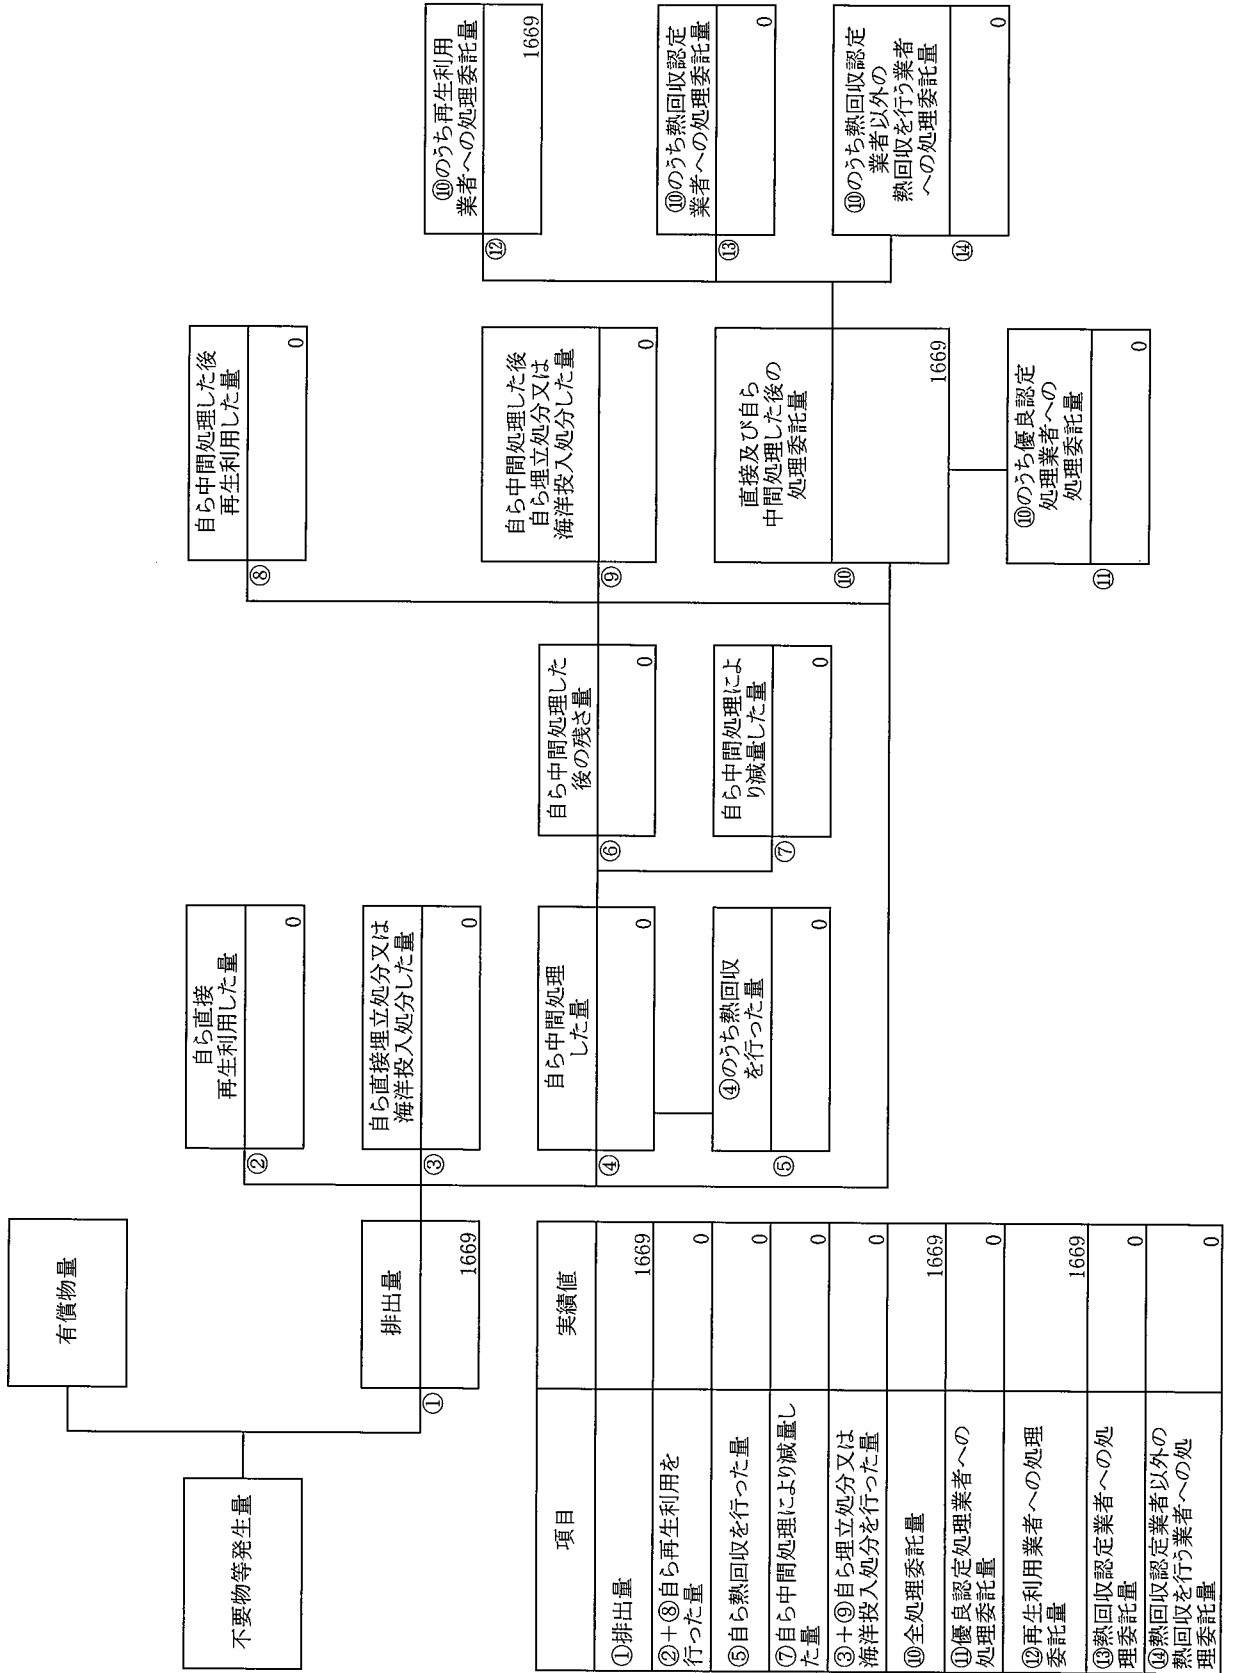 不要物等発生量
有償物量
排出量
①
1669
自ら直接
再生利用した量
②
0
自ら直接埋立処分又は
海洋投入処分した量
③
0
自ら中間処理
した量
④
0
④のうち熱回収
を行った量
⑤
0
自ら中間処理した
後の残さ量
⑥
0
自ら中間処理によ
り減量した量
⑦
0
自ら中間処理した後
再生利用した量
⑧
0
自ら中間処理した後
自ら埋立処分又は
海洋投入処分した量
⑨
0
直接及び自ら
中間処理した後の
処理委託量
⑩
1669
⑩のうち優良認定
処理業者への
処理委託量
⑪
0
⑩のうち再生利用
業者への処理委託量
⑫
1669
⑩のうち熱回収認定
業者への処理委託量
⑬
0
⑩のうち熱回収認定
業者以外の
熱回収を行う業者
への処理委託量
⑭
0
項目 実績値
①排出量 1669
②+⑧自ら再生利用を
行った量 0
⑤自ら熱回収を行った量 0
⑦自ら中間処理により減量し
た量 0
③+⑨自ら埋立処分又は
海洋投入処分を行った量 0
⑩全処理委託量 1669
⑪優良認定処理業者への
処理委託量 0
⑫再生利用業者への処理
委託量 1669
⑬熱回収認定業者への処
理委託量 0
⑭熱回収認定業者以外の
熱回収を行う業者への処
理委託量 0